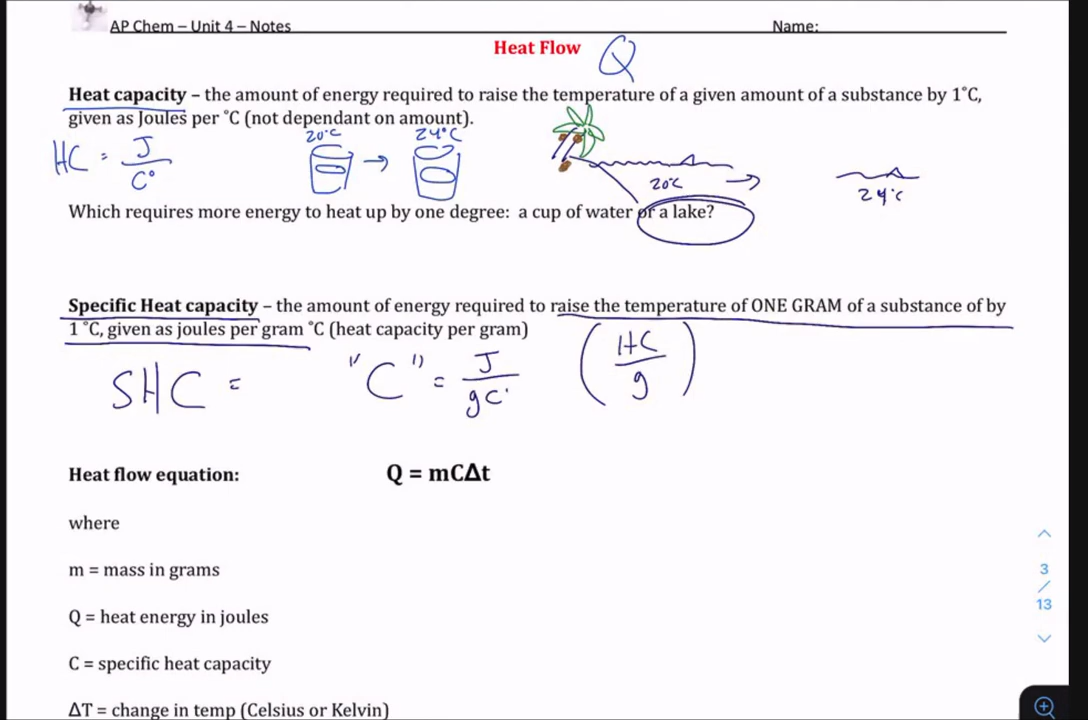 AP Chem – Unit 4 – Notes Name:
Heat Flow Q
Heat capacity – the amount of energy required to raise the temperature of a given amount of a substance by 1°C,
given as Joules per °C (not dependant on amount).
HC = J / C° 20°C → 24°C 20°C → 24°C
Which requires more energy to heat up by one degree: a cup of water or a lake?
Specific Heat capacity – the amount of energy required to raise the temperature of ONE GRAM of a substance of by
1 °C, given as joules per gram °C (heat capacity per gram)
SHC = "C" = J / gC° (HC / g)
Heat flow equation: Q = mCΔt
where
m = mass in grams
Q = heat energy in joules
C = specific heat capacity
ΔT = change in temp (Celsius or Kelvin)
3
/
13